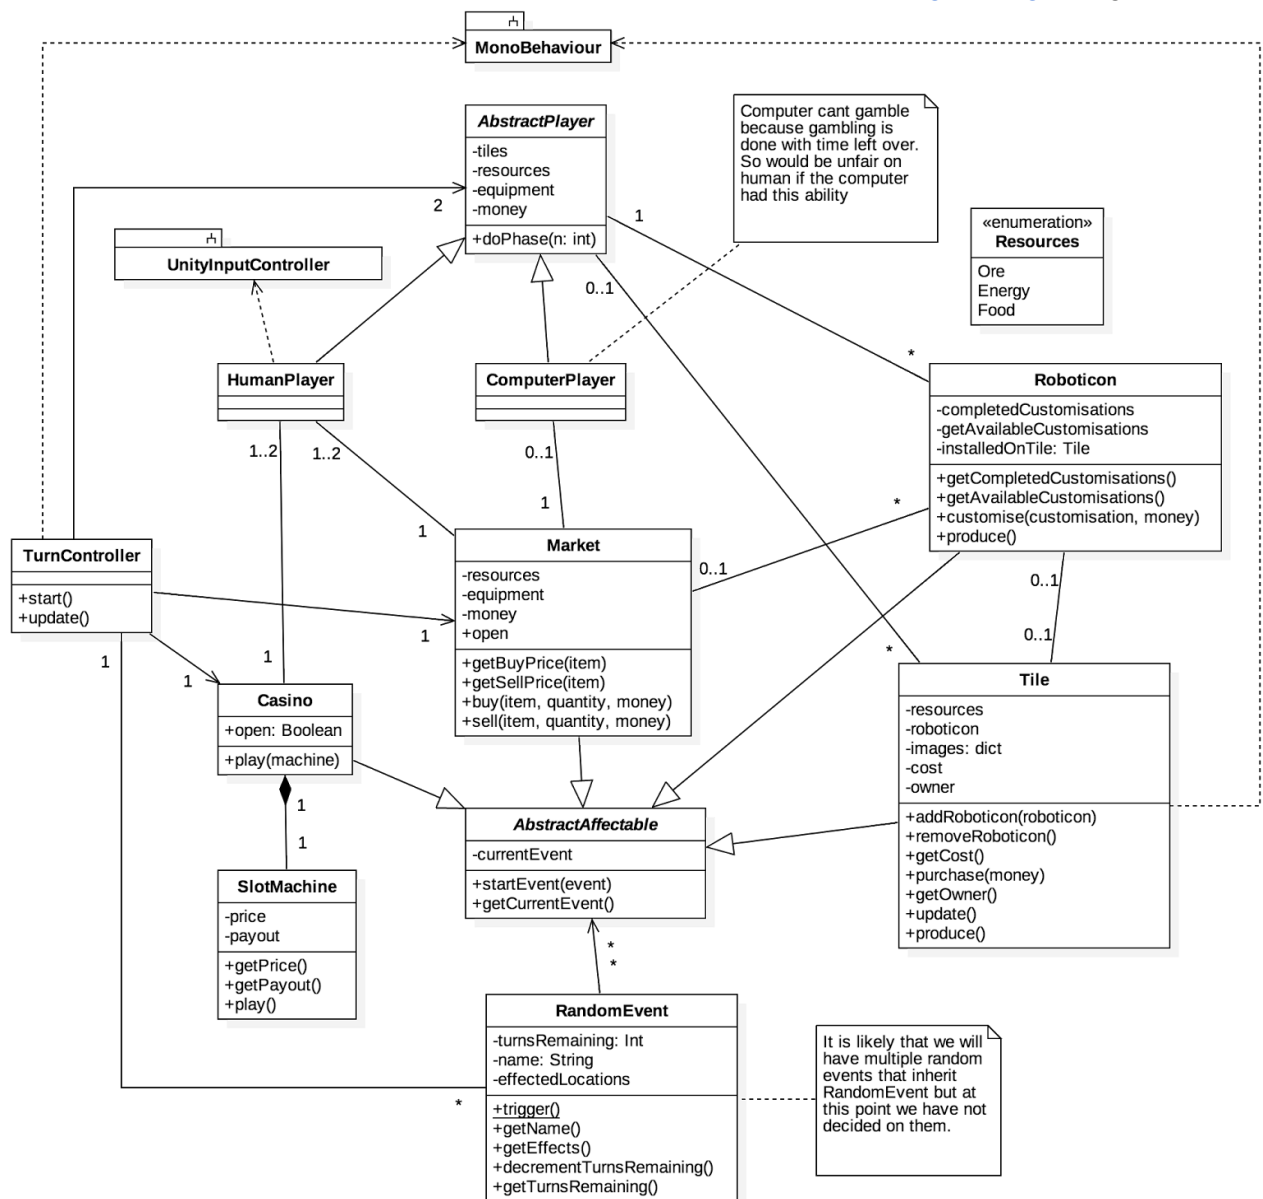 MonoBehaviour
AbstractPlayer
-tiles
-resources
-equipment
-money
+doPhase(n: int)
Computer cant gamble
because gambling is
done with time left over.
So would be unfair on
human if the computer
had this ability
«enumeration»
Resources
Ore
Energy
Food
UnityInputController
2
1
0..1
*
HumanPlayer
ComputerPlayer
Roboticon
-completedCustomisations
-getAvailableCustomisations
-installedOnTile: Tile
+getCompletedCustomisations()
+getAvailableCustomisations()
+customise(customisation, money)
+produce()
1..2
1..2
0..1
1
1
*
0..1
0..1
0..1
*
TurnController
+start()
+update()
1
1
1
1
Market
-resources
-equipment
-money
+open
+getBuyPrice(item)
+getSellPrice(item)
+buy(item, quantity, money)
+sell(item, quantity, money)
Casino
+open: Boolean
+play(machine)
1
1
Tile
-resources
-roboticon
-images: dict
-cost
-owner
+addRoboticon(roboticon)
+removeRoboticon()
+getCost()
+purchase(money)
+getOwner()
+update()
+produce()
AbstractAffectable
-currentEvent
+startEvent(event)
+getCurrentEvent()
SlotMachine
-price
-payout
+getPrice()
+getPayout()
+play()
*
*
RandomEvent
-turnsRemaining: Int
-name: String
-effectedLocations
+trigger()
+getName()
+getEffects()
+decrementTurnsRemaining()
+getTurnsRemaining()
*
It is likely that we will
have multiple random
events that inherit
RandomEvent but at
this point we have not
decided on them.